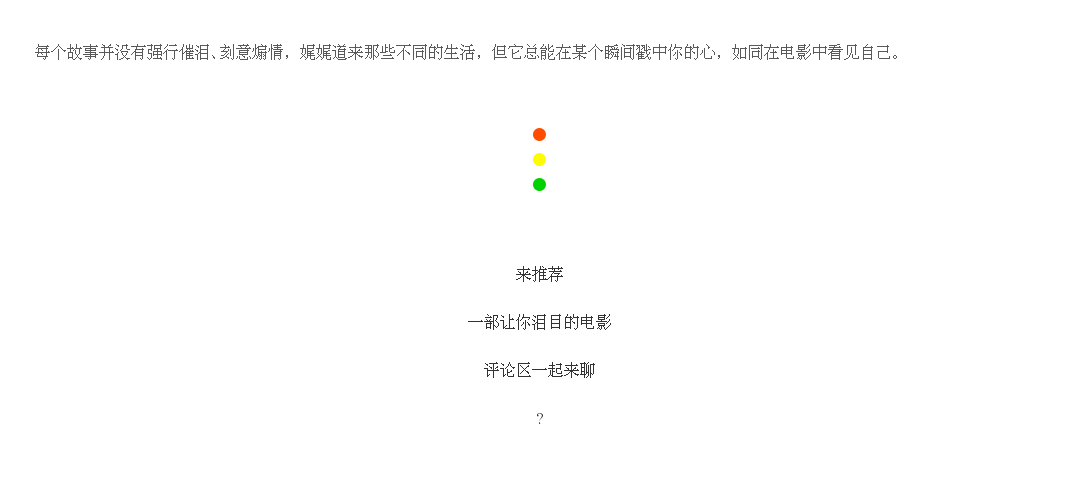 每个故事并没有强行催泪、刻意煽情，娓娓道来那些不同的生活，但它总能在某个瞬间戳中你的心，如同在电影中看见自己。
来推荐
一部让你泪目的电影
评论区一起来聊
?